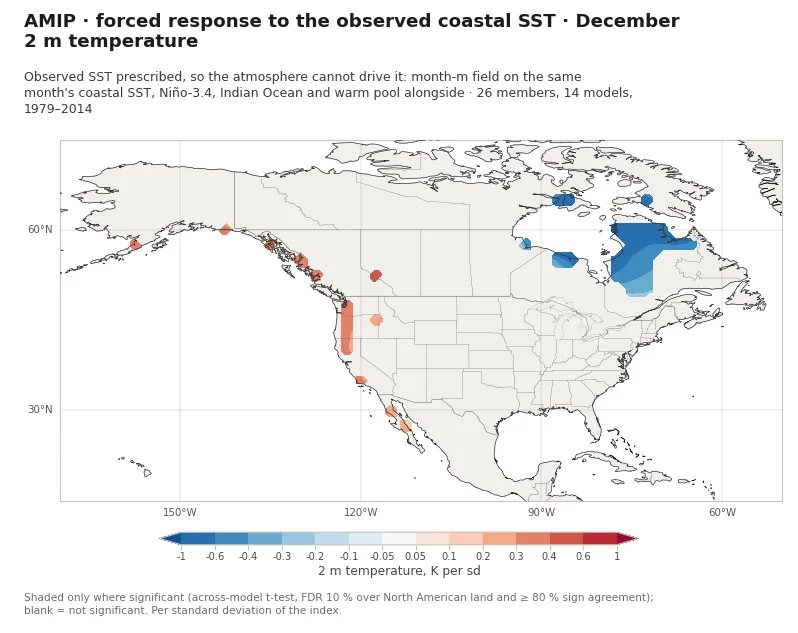 AMIP · forced response to the observed coastal SST · December
2 m temperature
Observed SST prescribed, so the atmosphere cannot drive it: month-m field on the same
month's coastal SST, Niño-3.4, Indian Ocean and warm pool alongside · 26 members, 14 models,
1979–2014
60°N
30°N
150°W 120°W 90°W 60°W
-1 -0.6 -0.4 -0.3 -0.2 -0.1 -0.05 0.05 0.1 0.2 0.3 0.4 0.6 1
2 m temperature, K per sd
Shaded only where significant (across-model t-test, FDR 10 % over North American land and ≥ 80 % sign agreement);
blank = not significant. Per standard deviation of the index.